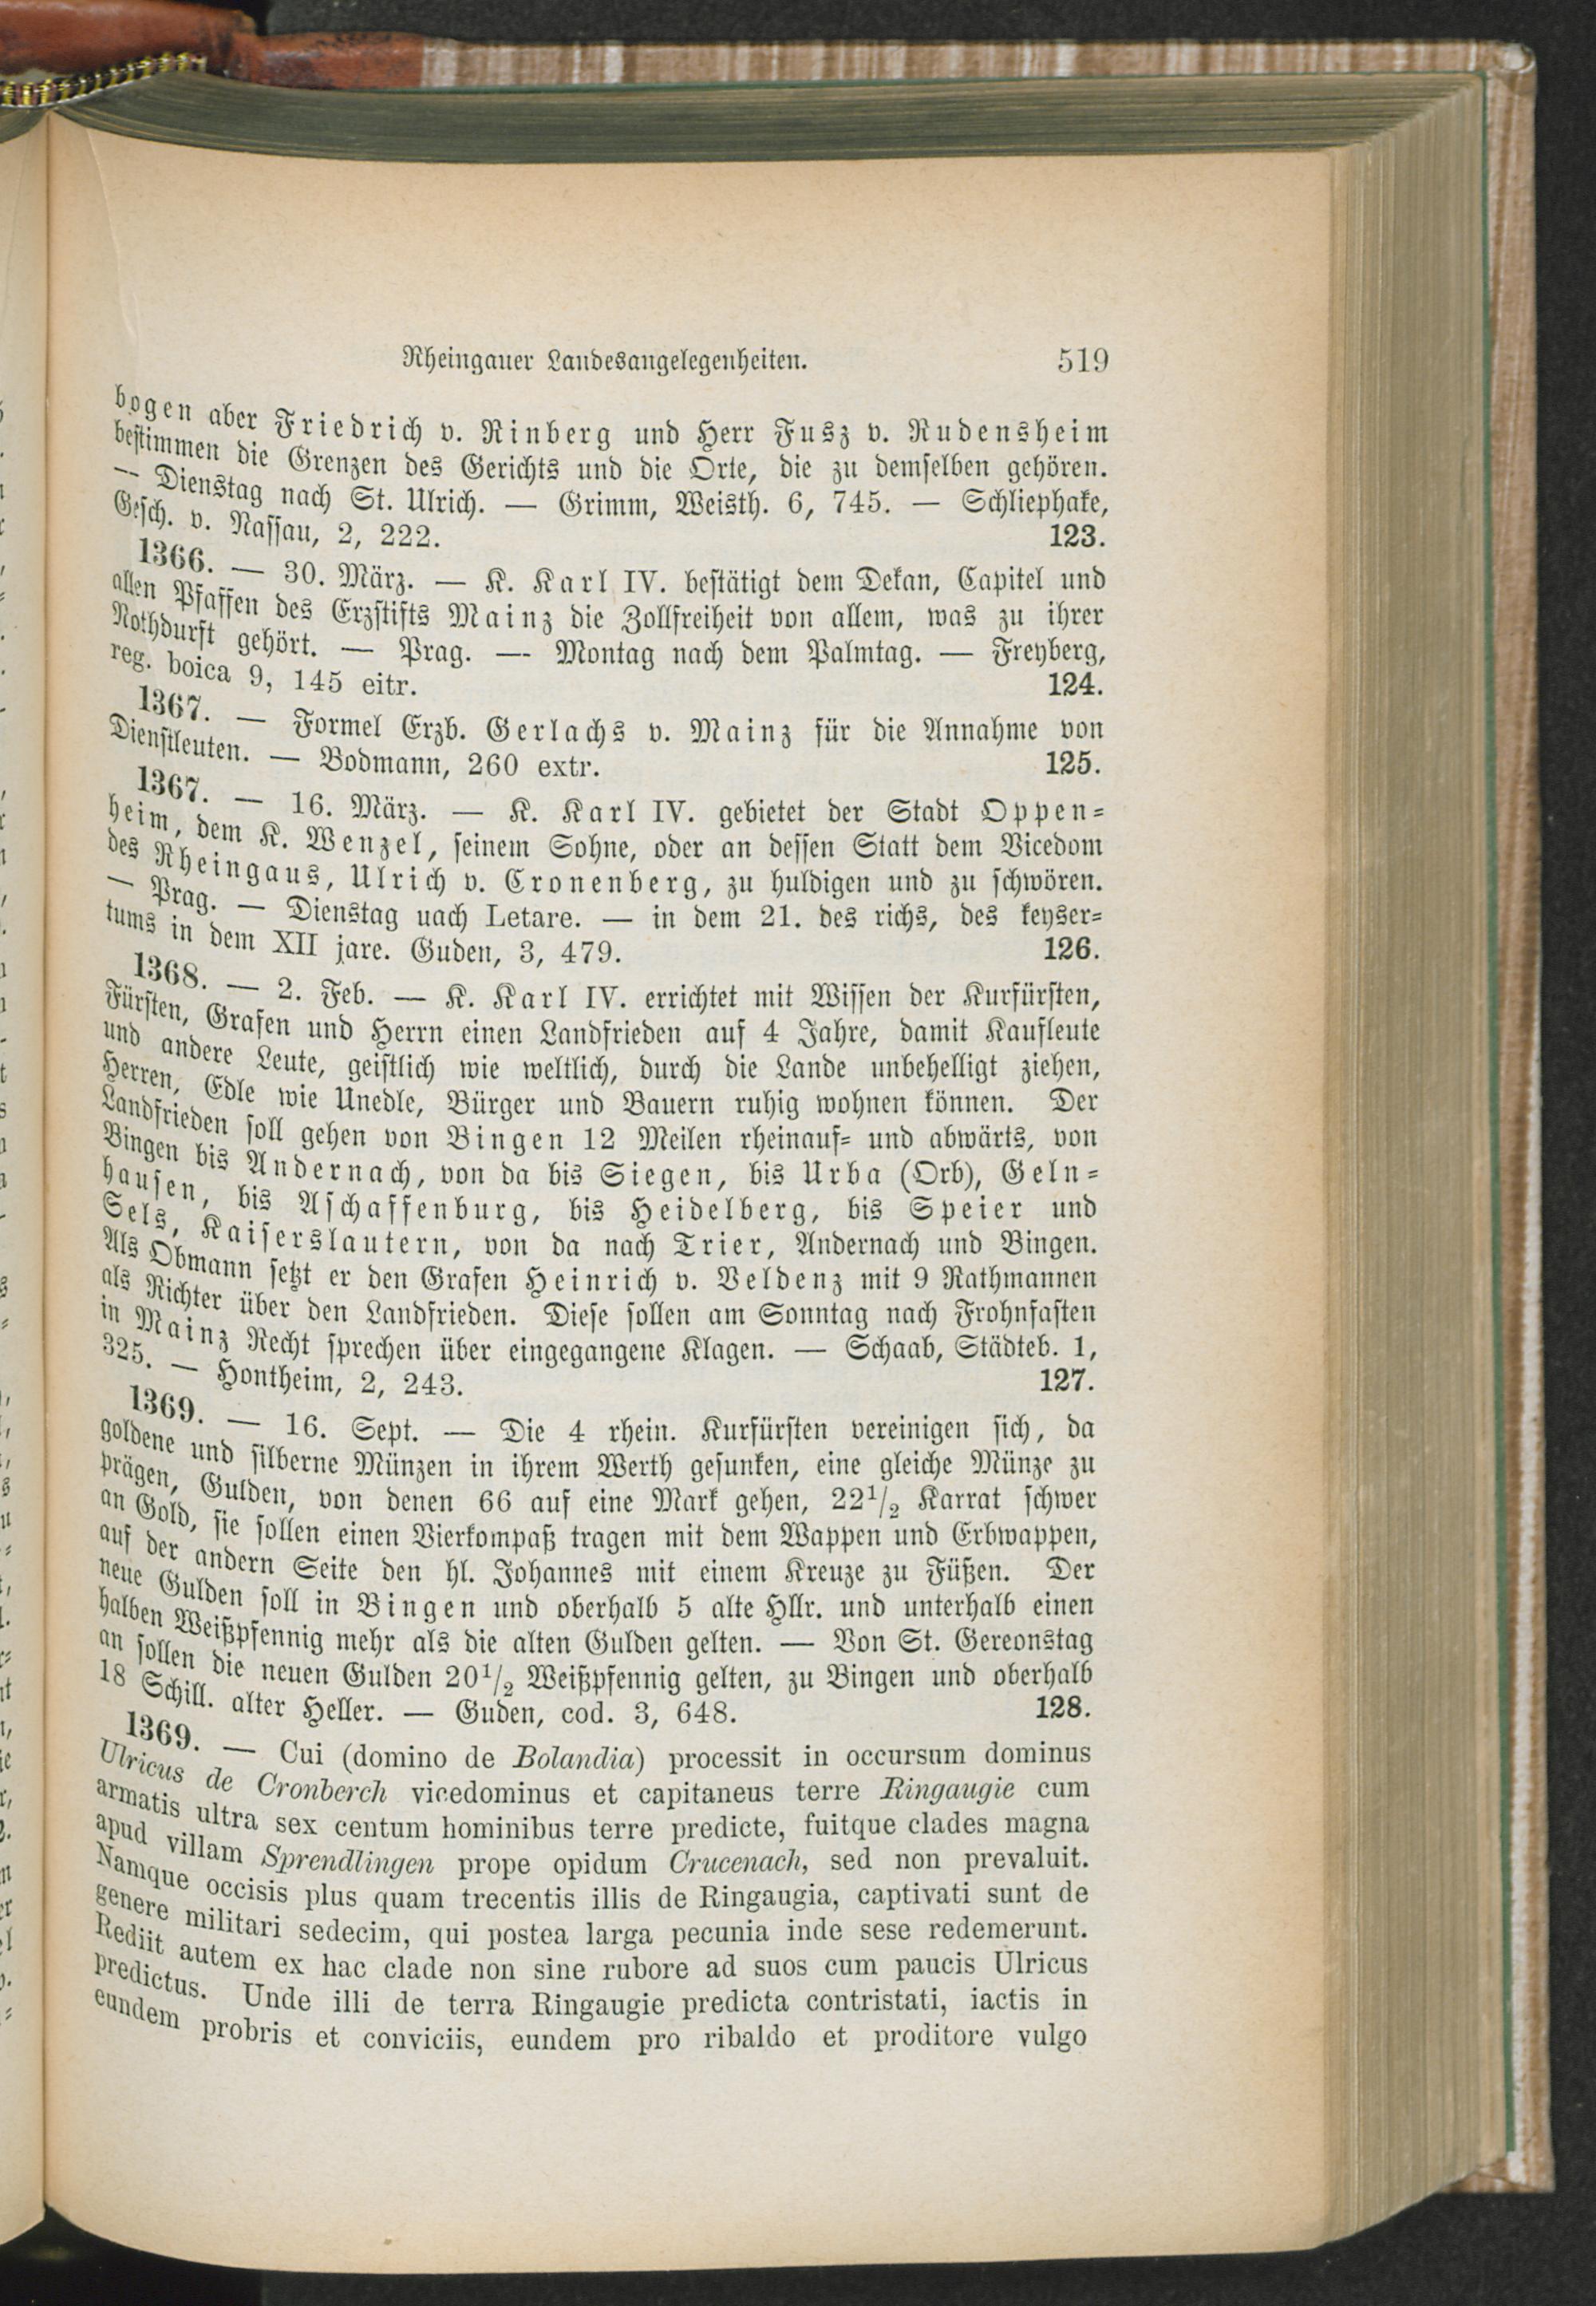 Rheingauer Landesangelegenheiten. 519
bogen aber Friedrich v. Rinberg und Herr Fusz v. Rudensheim
bestimmen die Grenzen des Gerichts und die Orte, die zu demselben gehören.
— Dienstag nach St. Ulrich. — Grimm, Weisth. 6, 745. — Schliephake,
Gesch. v. Nassau, 2, 222. 123.
1366. — 30. März. — K. Karl IV. bestätigt dem Dekan, Capitel und
allen Pfaffen des Erzstifts Mainz die Zollfreiheit von allem, was zu ihrer
Nothdurft gehört. — Prag. — Montag nach dem Palmtag. — Freyberg,
reg. boica 9, 145 eitr. 124.
1367. — Formel Erzb. Gerlachs v. Mainz für die Annahme von
Dienstleuten. — Bodmann, 260 extr. 125.
1367. — 16. März. — K. Karl IV. gebietet der Stadt Oppen-
heim, dem K. Wenzel, seinem Sohne, oder an dessen Statt dem Vicedom
des Rheingaus, Ulrich v. Cronenberg, zu huldigen und zu schwören.
— Prag. — Dienstag uach Letare. — in dem 21. des richs, des keyser-
tums in dem XII jare. Guden, 3, 479. 126.
1368. — 2. Feb. — K. Karl IV. errichtet mit Wissen der Kurfürsten,
Fürsten, Grafen und Herrn einen Landfrieden auf 4 Jahre, damit Kaufleute
und andere Leute, geistlich wie weltlich, durch die Lande unbehelligt ziehen,
Herren, Edle wie Unedle, Bürger und Bauern ruhig wohnen können. Der
Landfrieden soll gehen von Bingen 12 Meilen rheinauf- und abwärts, von
Bingen bis Andernach, von da bis Siegen, bis Urba (Orb), Geln-
hausen, bis Aschaffenburg, bis Heidelberg, bis Speier und
Sels, Kaiserslautern, von da nach Trier, Andernach und Bingen.
Als Obmann setzt er den Grafen Heinrich v. Veldenz mit 9 Rathmannen
als Richter über den Landfrieden. Diese sollen am Sonntag nach Frohnfasten
in Mainz Recht sprechen über eingegangene Klagen. — Schaab, Städteb. 1,
325. — Hontheim, 2, 243. 127.
1369. — 16. Sept. — Die 4 rhein. Kurfürsten vereinigen sich, da
goldene und silberne Münzen in ihrem Werth gesunken, eine gleiche Münze zu
prägen, Gulden, von denen 66 auf eine Mark gehen, 22½ Karrat schwer
an Gold, sie sollen einen Vierkompaß tragen mit dem Wappen und Erbwappen,
auf der andern Seite den hl. Johannes mit einem Kreuze zu Füßen. Der
neue Gulden soll in Bingen und oberhalb 5 alte Hllr. und unterhalb einen
halben Weißpfennig mehr als die alten Gulden gelten. — Von St. Gereonstag
an sollen die neuen Gulden 20½ Weißpfennig gelten, zu Bingen und oberhalb
18 Schill. alter Heller. — Guden, cod. 3, 648. 128.
1369. — Cui (domino de Bolandia) processit in occursum dominus
Ulricus de Cronberch vicedominus et capitaneus terre Ringaugie cum
armatis ultra sex centum hominibus terre predicte, fuitque clades magna
apud villam Sprendlingen prope opidum Crucenach, sed non prevaluit.
Namque occisis plus quam trecentis illis de Ringaugia, captivati sunt de
genere militari sedecim, qui postea larga pecunia inde sese redemerunt.
Rediit autem ex hac clade non sine rubore ad suos cum paucis Ulricus
predictus. Unde illi de terra Ringaugie predicta contristati, iactis in
eundem probris et conviciis, eundem pro ribaldo et proditore vulgo